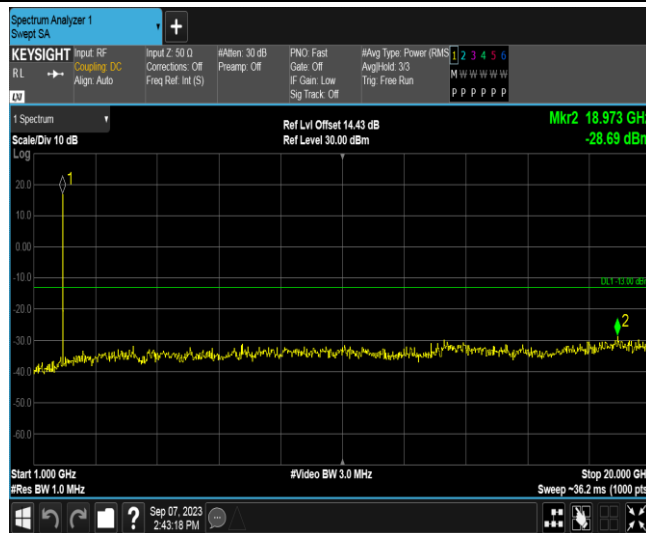 Spectrum Analyzer 1
Swept SA
+
KEYSIGHT
RL
LXI
Input: RF
Coupling: DC
Align: Auto
Input Z: 50 Ω
Corrections: Off
Freq Ref: Int (S)
#Atten: 30 dB
Preamp: Off
PNO: Fast
Gate: Off
IF Gain: Low
Sig Track: Off
#Avg Type: Power (RMS
Avg|Hold: 3/3
Trig: Free Run
1 2 3 4 5 6
M W W W W W
P P P P P P
1 Spectrum
Scale/Div 10 dB
Log
Ref Lvl Offset 14.43 dB
Ref Level 30.00 dBm
Mkr2 18.973 GHz
-28.69 dBm
20.0
10.0
0.00
-10.0
-20.0
-30.0
-40.0
-50.0
-60.0
1
DL1 -13.00 dBm
2
Start 1.000 GHz
#Res BW 1.0 MHz
#Video BW 3.0 MHz
Stop 20.000 GHz
Sweep ~36.2 ms (1000 pts)
?
Sep 07, 2023
2:43:18 PM